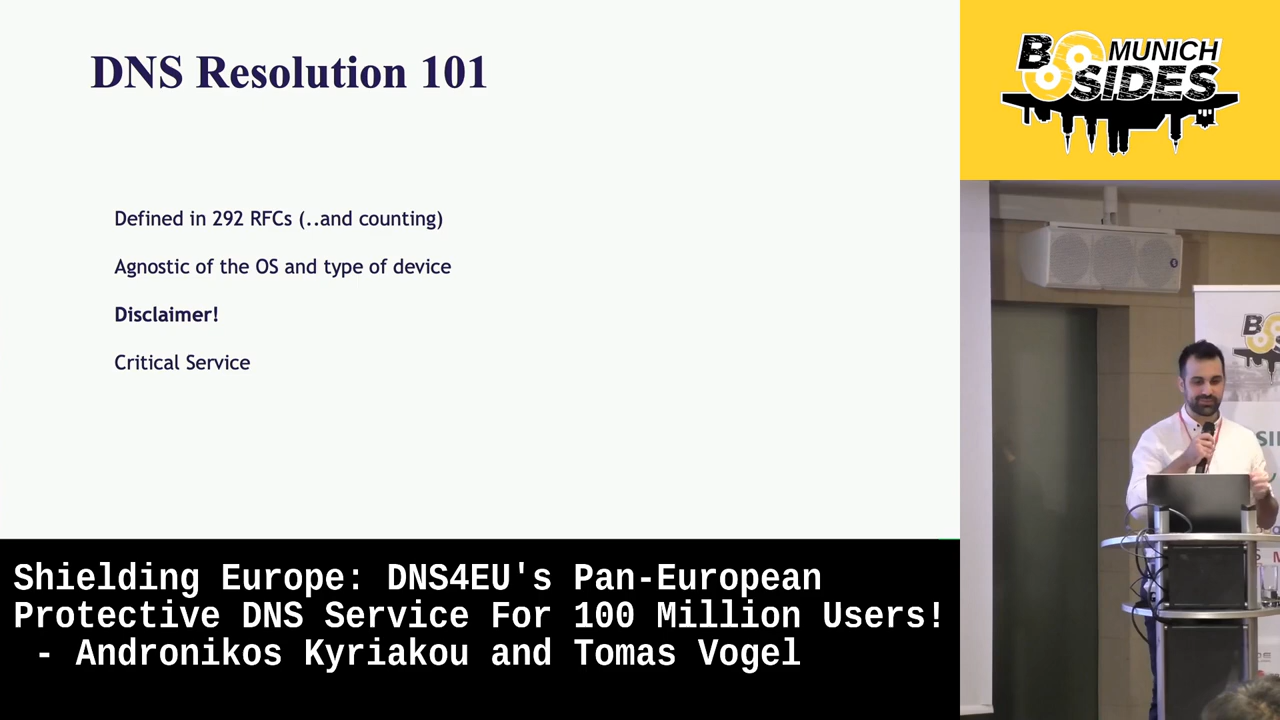 DNS Resolution 101
Defined in 292 RFCs (..and counting)
Agnostic of the OS and type of device
Disclaimer!
Critical Service
Shielding Europe: DNS4EU's Pan-European
Protective DNS Service For 100 Million Users!
- Andronikos Kyriakou and Tomas Vogel
B MUNICH
SIDES